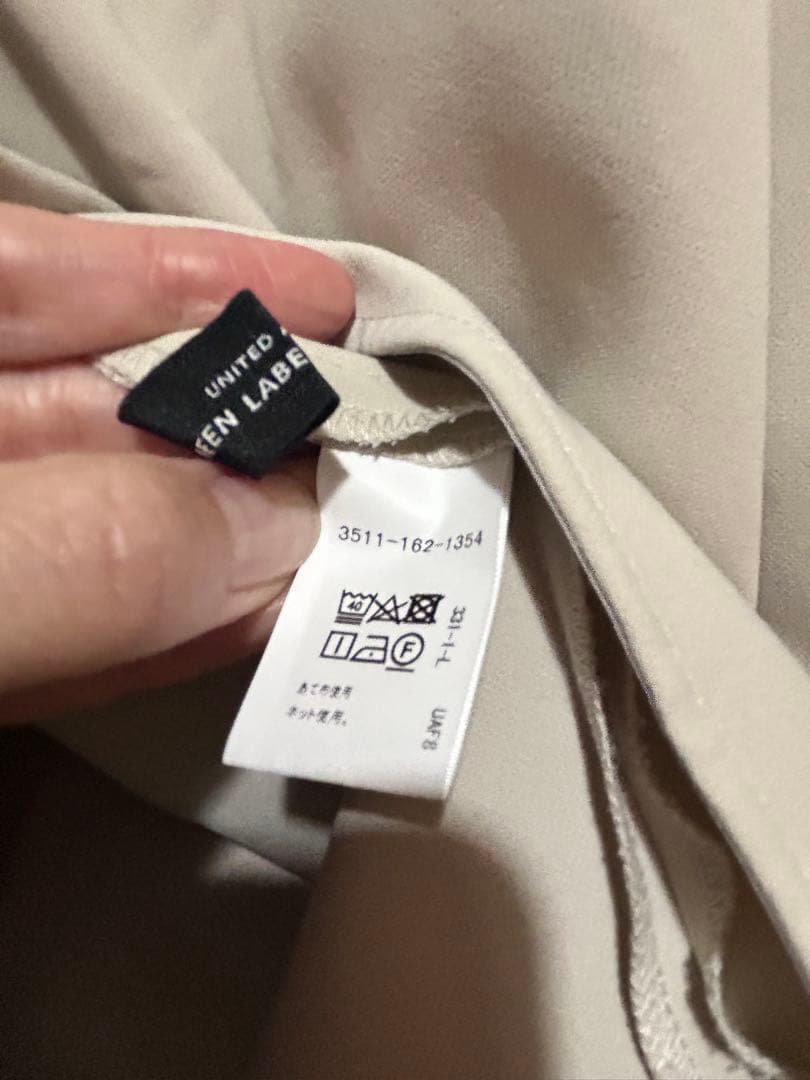 UNITED
EEN LABE
3511-162-1354
40
F
331-1-L
あて布使用
ネット使用。
UAF8